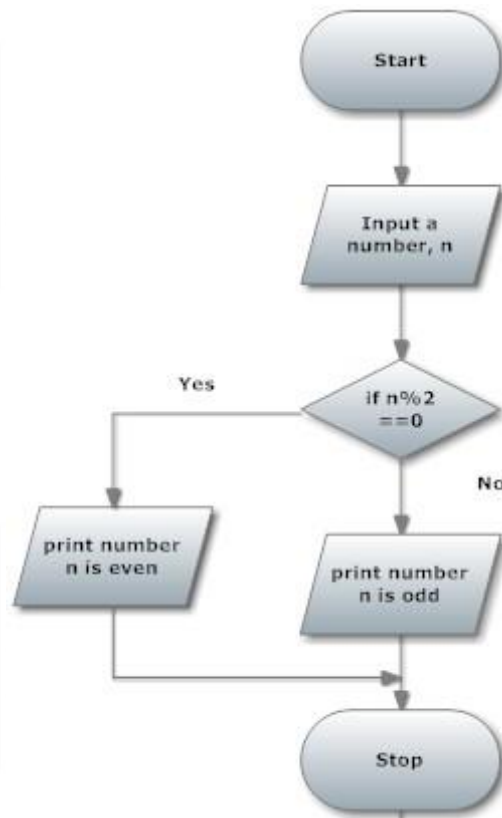 Start
Input a
number, n
if n%2
==0
Yes
No
print number
n is even
print number
n is odd
Stop